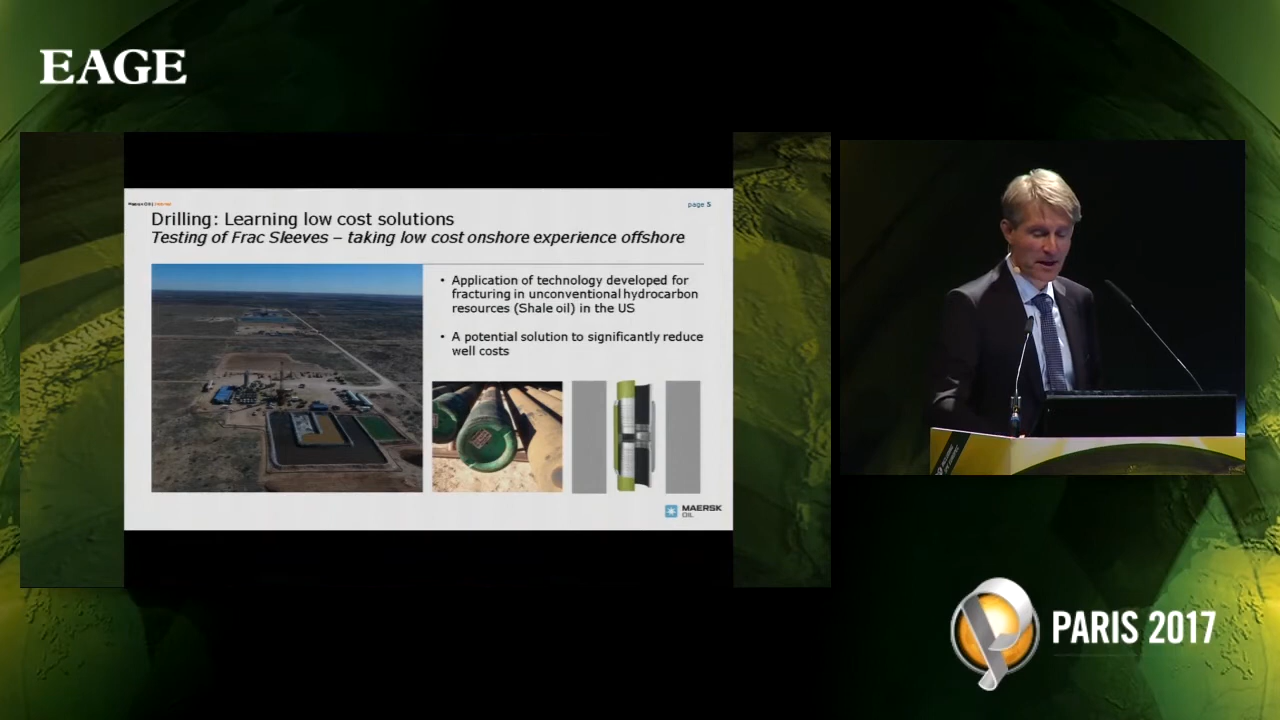 EAGE
page 5
Drilling: Learning low cost solutions
Testing of Frac Sleeves – taking low cost onshore experience offshore
• Application of technology developed for
fracturing in unconventional hydrocarbon
resources (Shale oil) in the US
• A potential solution to significantly reduce
well costs
MAERSK
OIL
PARIS 2017